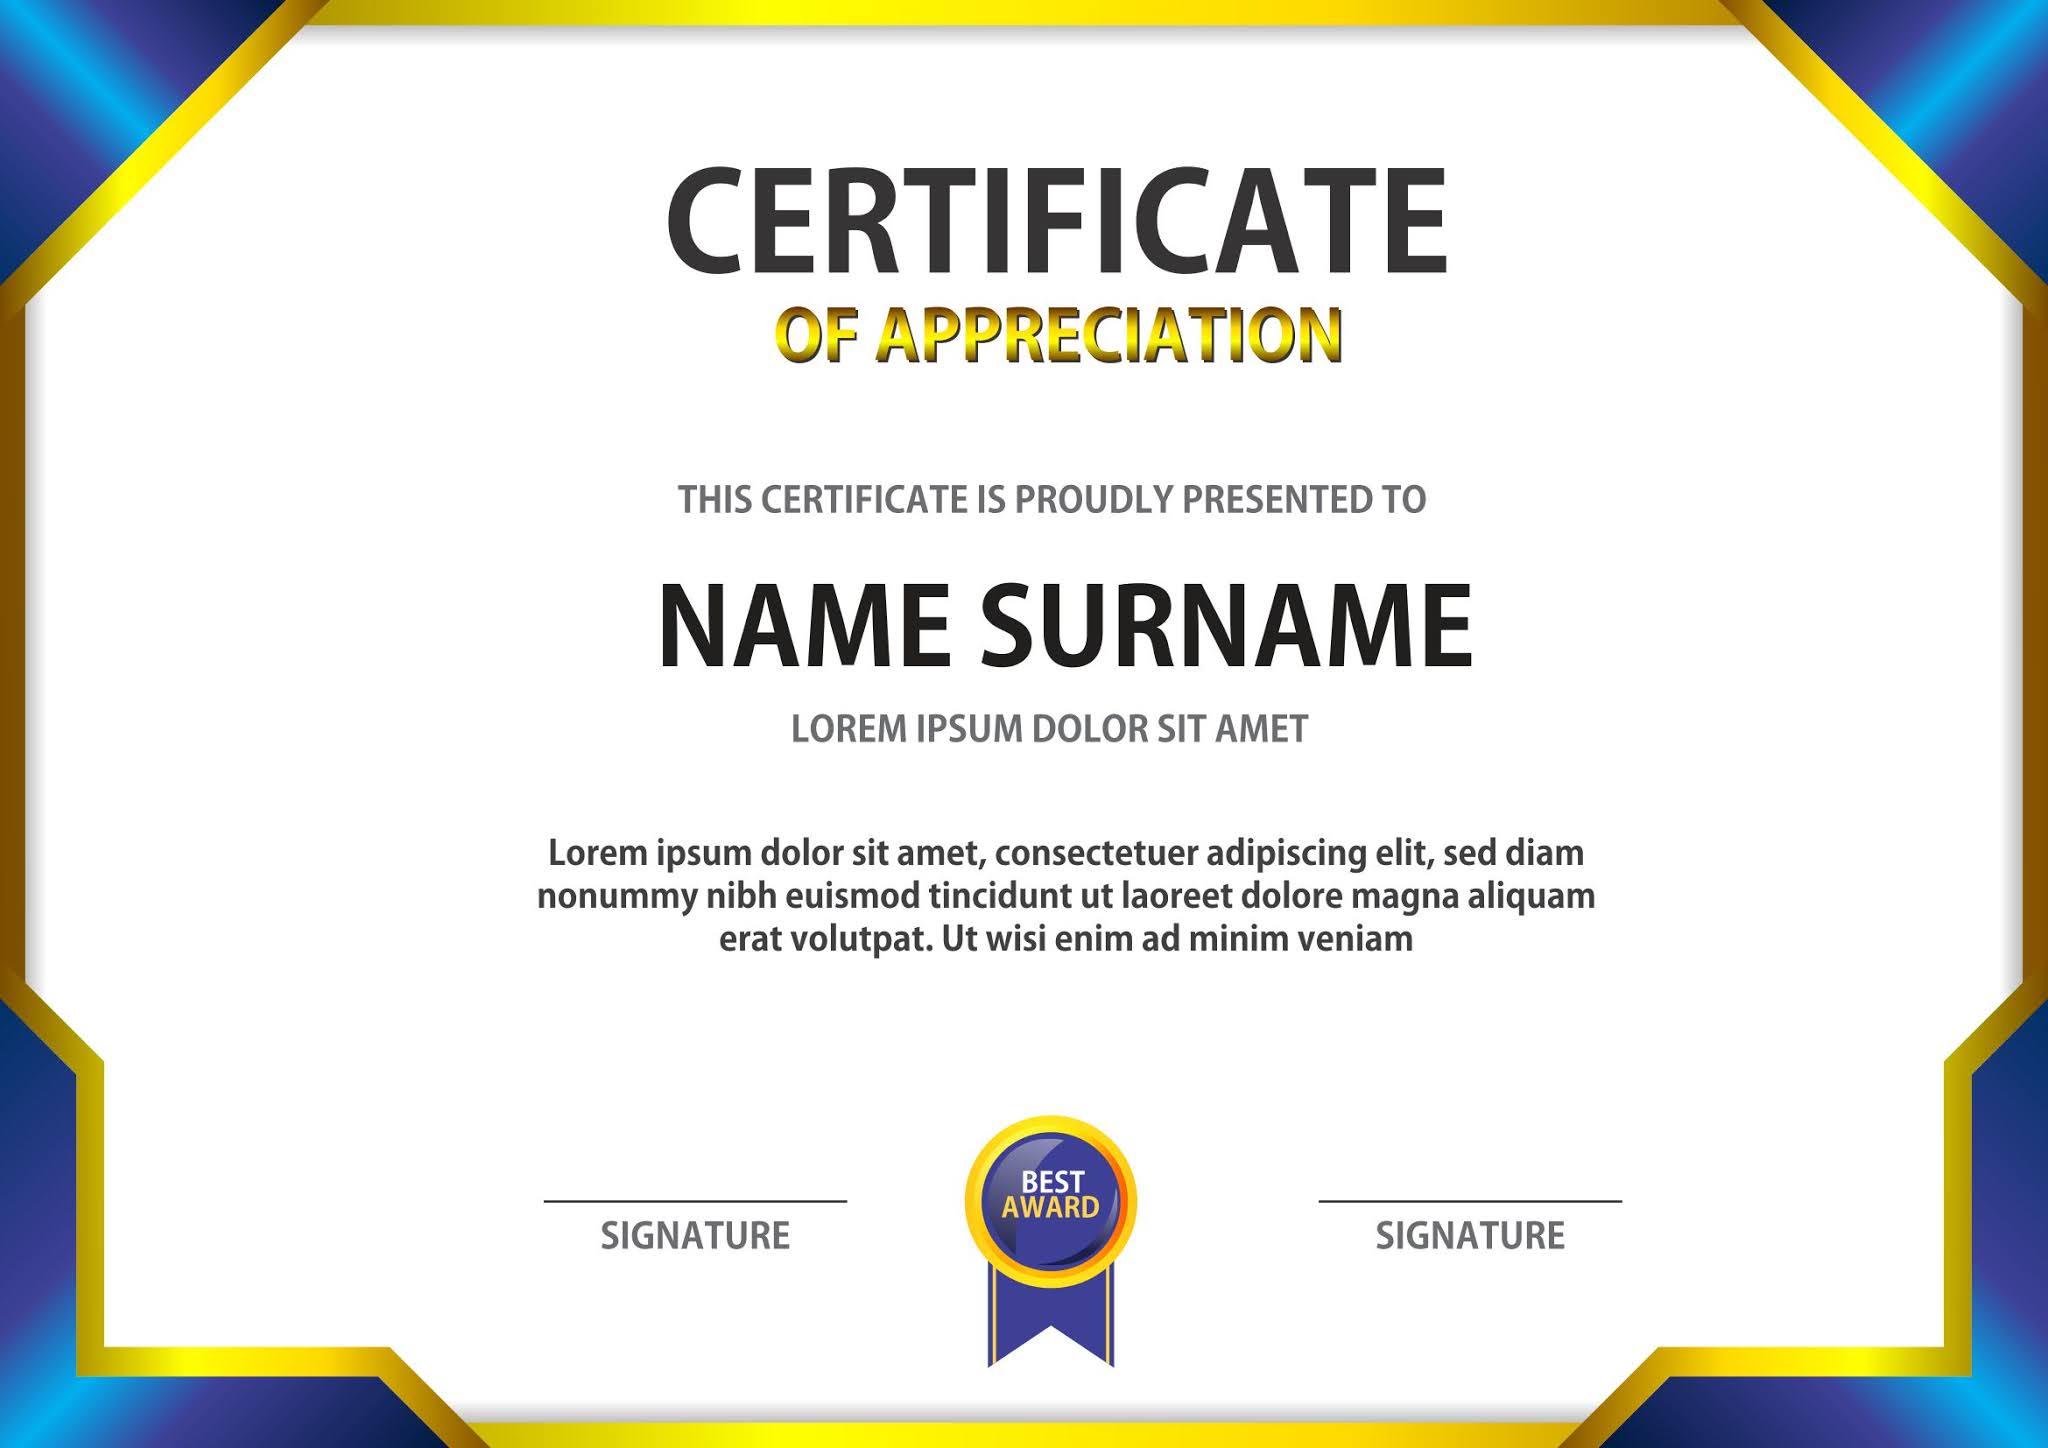 CERTIFICATE
OF APPRECIATION
THIS CERTIFICATE IS PROUDLY PRESENTED TO
NAME SURNAME
LOREM IPSUM DOLOR SIT AMET
Lorem ipsum dolor sit amet, consectetuer adipiscing elit, sed diam
nonummy nibh euismod tincidunt ut laoreet dolore magna aliquam
erat volutpat. Ut wisi enim ad minim veniam
BEST
AWARD
SIGNATURE
SIGNATURE